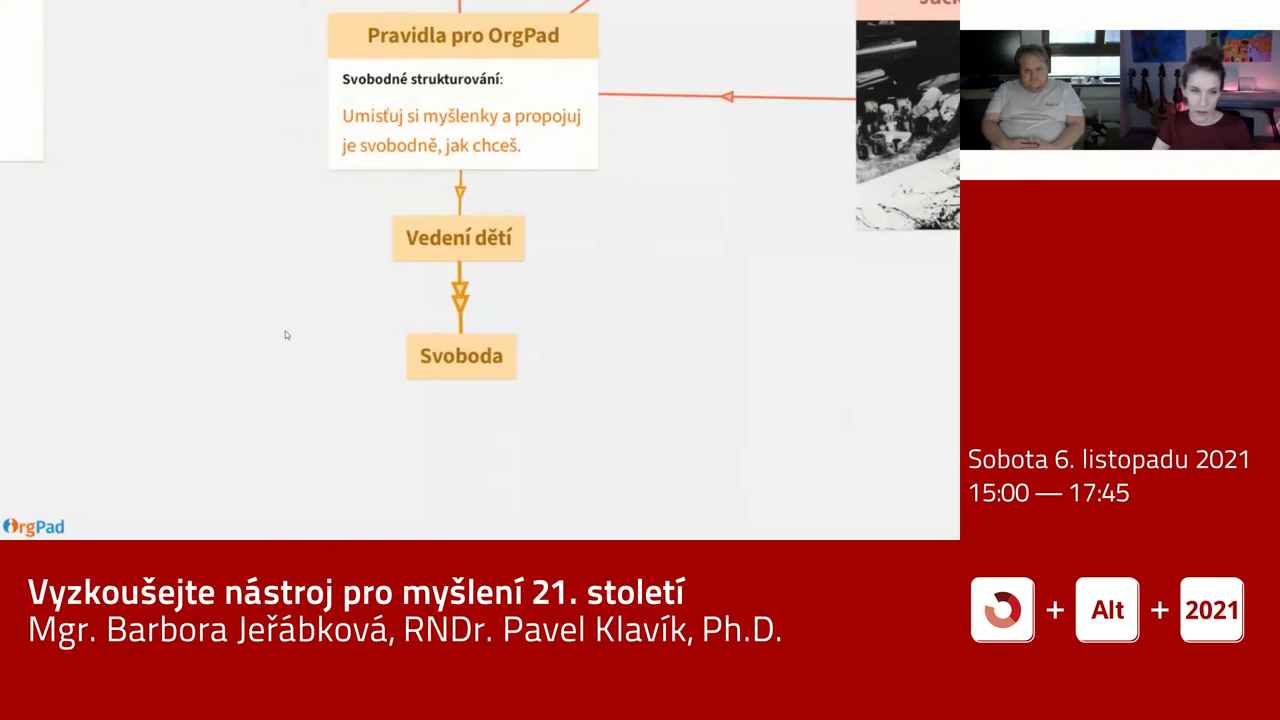 Pravidla pro OrgPad
Svobodné strukturování:
Umisťuj si myšlenky a propojuj
je svobodně, jak chceš.
Vedení dětí
Svoboda
OrgPad
Sobota 6. listopadu 2021
15:00 — 17:45
Vyzkoušejte nástroj pro myšlení 21. století
Mgr. Barbora Jeřábková, RNDr. Pavel Klavík, Ph.D.
+ Alt + 2021